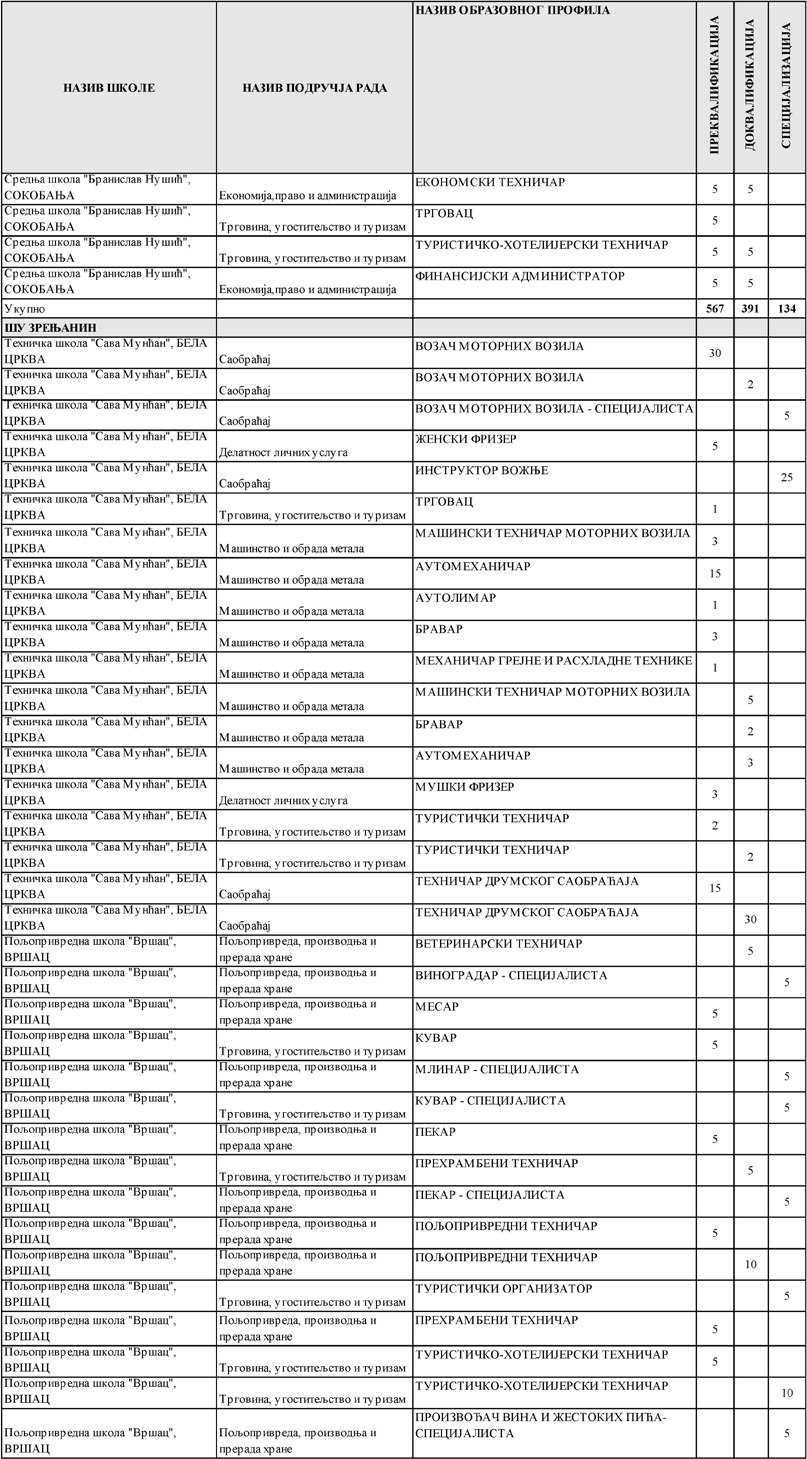 НАЗИВ ШКОЛЕ НАЗИВ ПОДРУЧЈА РАДА НАЗИВ ОБРАЗОВНОГ ПРОФИЛА ПРЕКВАЛИФИКАЦИЈА ДОКВАЛИФИКАЦИЈА СПЕЦИЈАЛИЗАЦИЈА
Средња школа "Бранислав Нушић", ЕКОНОМСКИ ТЕХНИЧАР
СОКОБАЊА Економија,право и администрација 5 5
Средња школа "Бранислав Нушић", ТРГОВАЦ
СОКОБАЊА Трговина, угоститељство и туризам 5
Средња школа "Бранислав Нушић", ТУРИСТИЧКО-ХОТЕЛИЈЕРСКИ ТЕХНИЧАР
СОКОБАЊА Трговина, угоститељство и туризам 5 5
Средња школа "Бранислав Нушић", ФИНАНСИЈСКИ АДМИНИСТРАТОР
СОКОБАЊА Економија,право и администрација 5 5
Укупно 567 391 134
ШУ ЗРЕЊАНИН
Техничка школа "Сава Мунћан", БЕЛА ВОЗАЧ МОТОРНИХ ВОЗИЛА
ЦРКВА Саобраћај 30
Техничка школа "Сава Мунћан", БЕЛА ВОЗАЧ МОТОРНИХ ВОЗИЛА
ЦРКВА Саобраћај 2
Техничка школа "Сава Мунћан", БЕЛА ВОЗАЧ МОТОРНИХ ВОЗИЛА - СПЕЦИЈАЛИСТА
ЦРКВА Саобраћај 5
Техничка школа "Сава Мунћан", БЕЛА ЖЕНСКИ ФРИЗЕР
ЦРКВА Делатност личних услуга 5
Техничка школа "Сава Мунћан", БЕЛА ИНСТРУКТОР ВОЖЊЕ
ЦРКВА Саобраћај 25
Техничка школа "Сава Мунћан", БЕЛА ТРГОВАЦ
ЦРКВА Трговина, угоститељство и туризам 1
Техничка школа "Сава Мунћан", БЕЛА МАШИНСКИ ТЕХНИЧАР МОТОРНИХ ВОЗИЛА
ЦРКВА Машинство и обрада метала 3
Техничка школа "Сава Мунћан", БЕЛА АУТОМЕХАНИЧАР
ЦРКВА Машинство и обрада метала 15
Техничка школа "Сава Мунћан", БЕЛА АУТОЛИМАР
ЦРКВА Машинство и обрада метала 1
Техничка школа "Сава Мунћан", БЕЛА БРАВАР
ЦРКВА Машинство и обрада метала 3
Техничка школа "Сава Мунћан", БЕЛА МЕХАНИЧАР ГРЕЈНЕ И РАСХЛАДНЕ ТЕХНИКЕ
ЦРКВА Машинство и обрада метала 1
Техничка школа "Сава Мунћан", БЕЛА МАШИНСКИ ТЕХНИЧАР МОТОРНИХ ВОЗИЛА
ЦРКВА Машинство и обрада метала 5
Техничка школа "Сава Мунћан", БЕЛА БРАВАР
ЦРКВА Машинство и обрада метала 2
Техничка школа "Сава Мунћан", БЕЛА АУТОМЕХАНИЧАР
ЦРКВА Машинство и обрада метала 3
Техничка школа "Сава Мунћан", БЕЛА МУШКИ ФРИЗЕР
ЦРКВА Делатност личних услуга 3
Техничка школа "Сава Мунћан", БЕЛА ТУРИСТИЧКИ ТЕХНИЧАР
ЦРКВА Трговина, угоститељство и туризам 2
Техничка школа "Сава Мунћан", БЕЛА ТУРИСТИЧКИ ТЕХНИЧАР
ЦРКВА Трговина, угоститељство и туризам 2
Техничка школа "Сава Мунћан", БЕЛА ТЕХНИЧАР ДРУМСКОГ САОБРАЋАЈА
ЦРКВА Саобраћај 15
Техничка школа "Сава Мунћан", БЕЛА ТЕХНИЧАР ДРУМСКОГ САОБРАЋАЈА
ЦРКВА Саобраћај 30
Пољопривредна школа "Вршац", Пољопривреда, производња и ВЕТЕРИНАРСКИ ТЕХНИЧАР
ВРШАЦ прерада хране 5
Пољопривредна школа "Вршац", Пољопривреда, производња и ВИНОГРАДАР - СПЕЦИЈАЛИСТА
ВРШАЦ прерада хране 5
Пољопривредна школа "Вршац", Пољопривреда, производња и МЕСАР
ВРШАЦ прерада хране 5
Пољопривредна школа "Вршац", КУВАР
ВРШАЦ Трговина, угоститељство и туризам 5
Пољопривредна школа "Вршац", Пољопривреда, производња и МЛИНАР - СПЕЦИЈАЛИСТА
ВРШАЦ прерада хране 5
Пољопривредна школа "Вршац", КУВАР - СПЕЦИЈАЛИСТА
ВРШАЦ Трговина, угоститељство и туризам 5
Пољопривредна школа "Вршац", Пољопривреда, производња и ПЕКАР
ВРШАЦ прерада хране 5
Пољопривредна школа "Вршац", ПРЕХРАМБЕНИ ТЕХНИЧАР
ВРШАЦ Трговина, угоститељство и туризам 5
Пољопривредна школа "Вршац", Пољопривреда, производња и ПЕКАР - СПЕЦИЈАЛИСТА
ВРШАЦ прерада хране 5
Пољопривредна школа "Вршац", Пољопривреда, производња и ПОЉОПРИВРЕДНИ ТЕХНИЧАР
ВРШАЦ прерада хране 5
Пољопривредна школа "Вршац", Пољопривреда, производња и ПОЉОПРИВРЕДНИ ТЕХНИЧАР
ВРШАЦ прерада хране 10
Пољопривредна школа "Вршац", ТУРИСТИЧКИ ОРГАНИЗАТОР
ВРШАЦ Трговина, угоститељство и туризам 5
Пољопривредна школа "Вршац", Пољопривреда, производња и ПРЕХРАМБЕНИ ТЕХНИЧАР
ВРШАЦ прерада хране 5
Пољопривредна школа "Вршац", ТУРИСТИЧКО-ХОТЕЛИЈЕРСКИ ТЕХНИЧАР
ВРШАЦ Трговина, угоститељство и туризам 5
Пољопривредна школа "Вршац", ТУРИСТИЧКО-ХОТЕЛИЈЕРСКИ ТЕХНИЧАР
ВРШАЦ Трговина, угоститељство и туризам 10
ПРОИЗВОЂАЧ ВИНА И ЖЕСТОКИХ ПИЋА-
Пољопривредна школа "Вршац", Пољопривреда, производња и СПЕЦИЈАЛИСТА 5
ВРШАЦ прерада хране